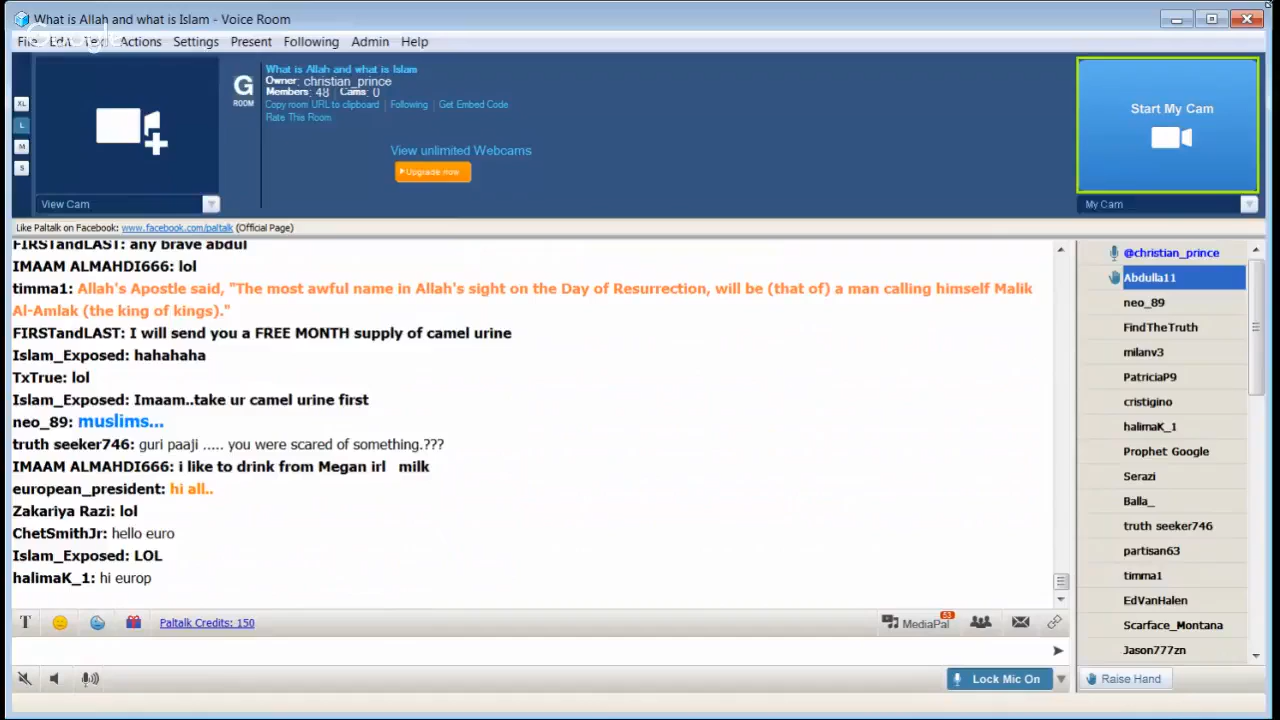 What is Allah and what is Islam - Voice Room
Google
File Edit Text Actions Settings Present Following Admin Help
XL
L
M
S
View Cam
G
ROOM
What is Allah and what is Islam
Owner: christian_prince
Members: 48 | Cams: 0
Copy room URL to clipboard | Following | Get Embed Code
Rate This Room
View unlimited Webcams
Upgrade now
Start My Cam
My Cam
Like Paltalk on Facebook: www.facebook.com/paltalk (Official Page)
FIRSTandLAST: any brave abdul
IMAAM ALMAHDI666: lol
timma1: Allah's Apostle said, "The most awful name in Allah's sight on the Day of Resurrection, will be (that of) a man calling himself Malik
Al-Amlak (the king of kings)."
FIRSTandLAST: I will send you a FREE MONTH supply of camel urine
Islam_Exposed: hahahaha
TxTrue: lol
Islam_Exposed: Imaam..take ur camel urine first
neo_89: muslims...
truth seeker746: guri paaji ..... you were scared of something.???
IMAAM ALMAHDI666: i like to drink from Megan irl milk
european_president: hi all..
Zakariya Razi: lol
ChetSmithJr: hello euro
Islam_Exposed: LOL
halimaK_1: hi europ
@christian_prince
Abdulla11
neo_89
FindTheTruth
milanv3
PatriciaP9
cristigino
halimaK_1
Prophet Google
Serazi
Balla_
truth seeker746
partisan63
timma1
EdVanHalen
Scarface_Montana
Jason777zn
T
Paltalk Credits: 150
MediaPal
53
Lock Mic On
Raise Hand